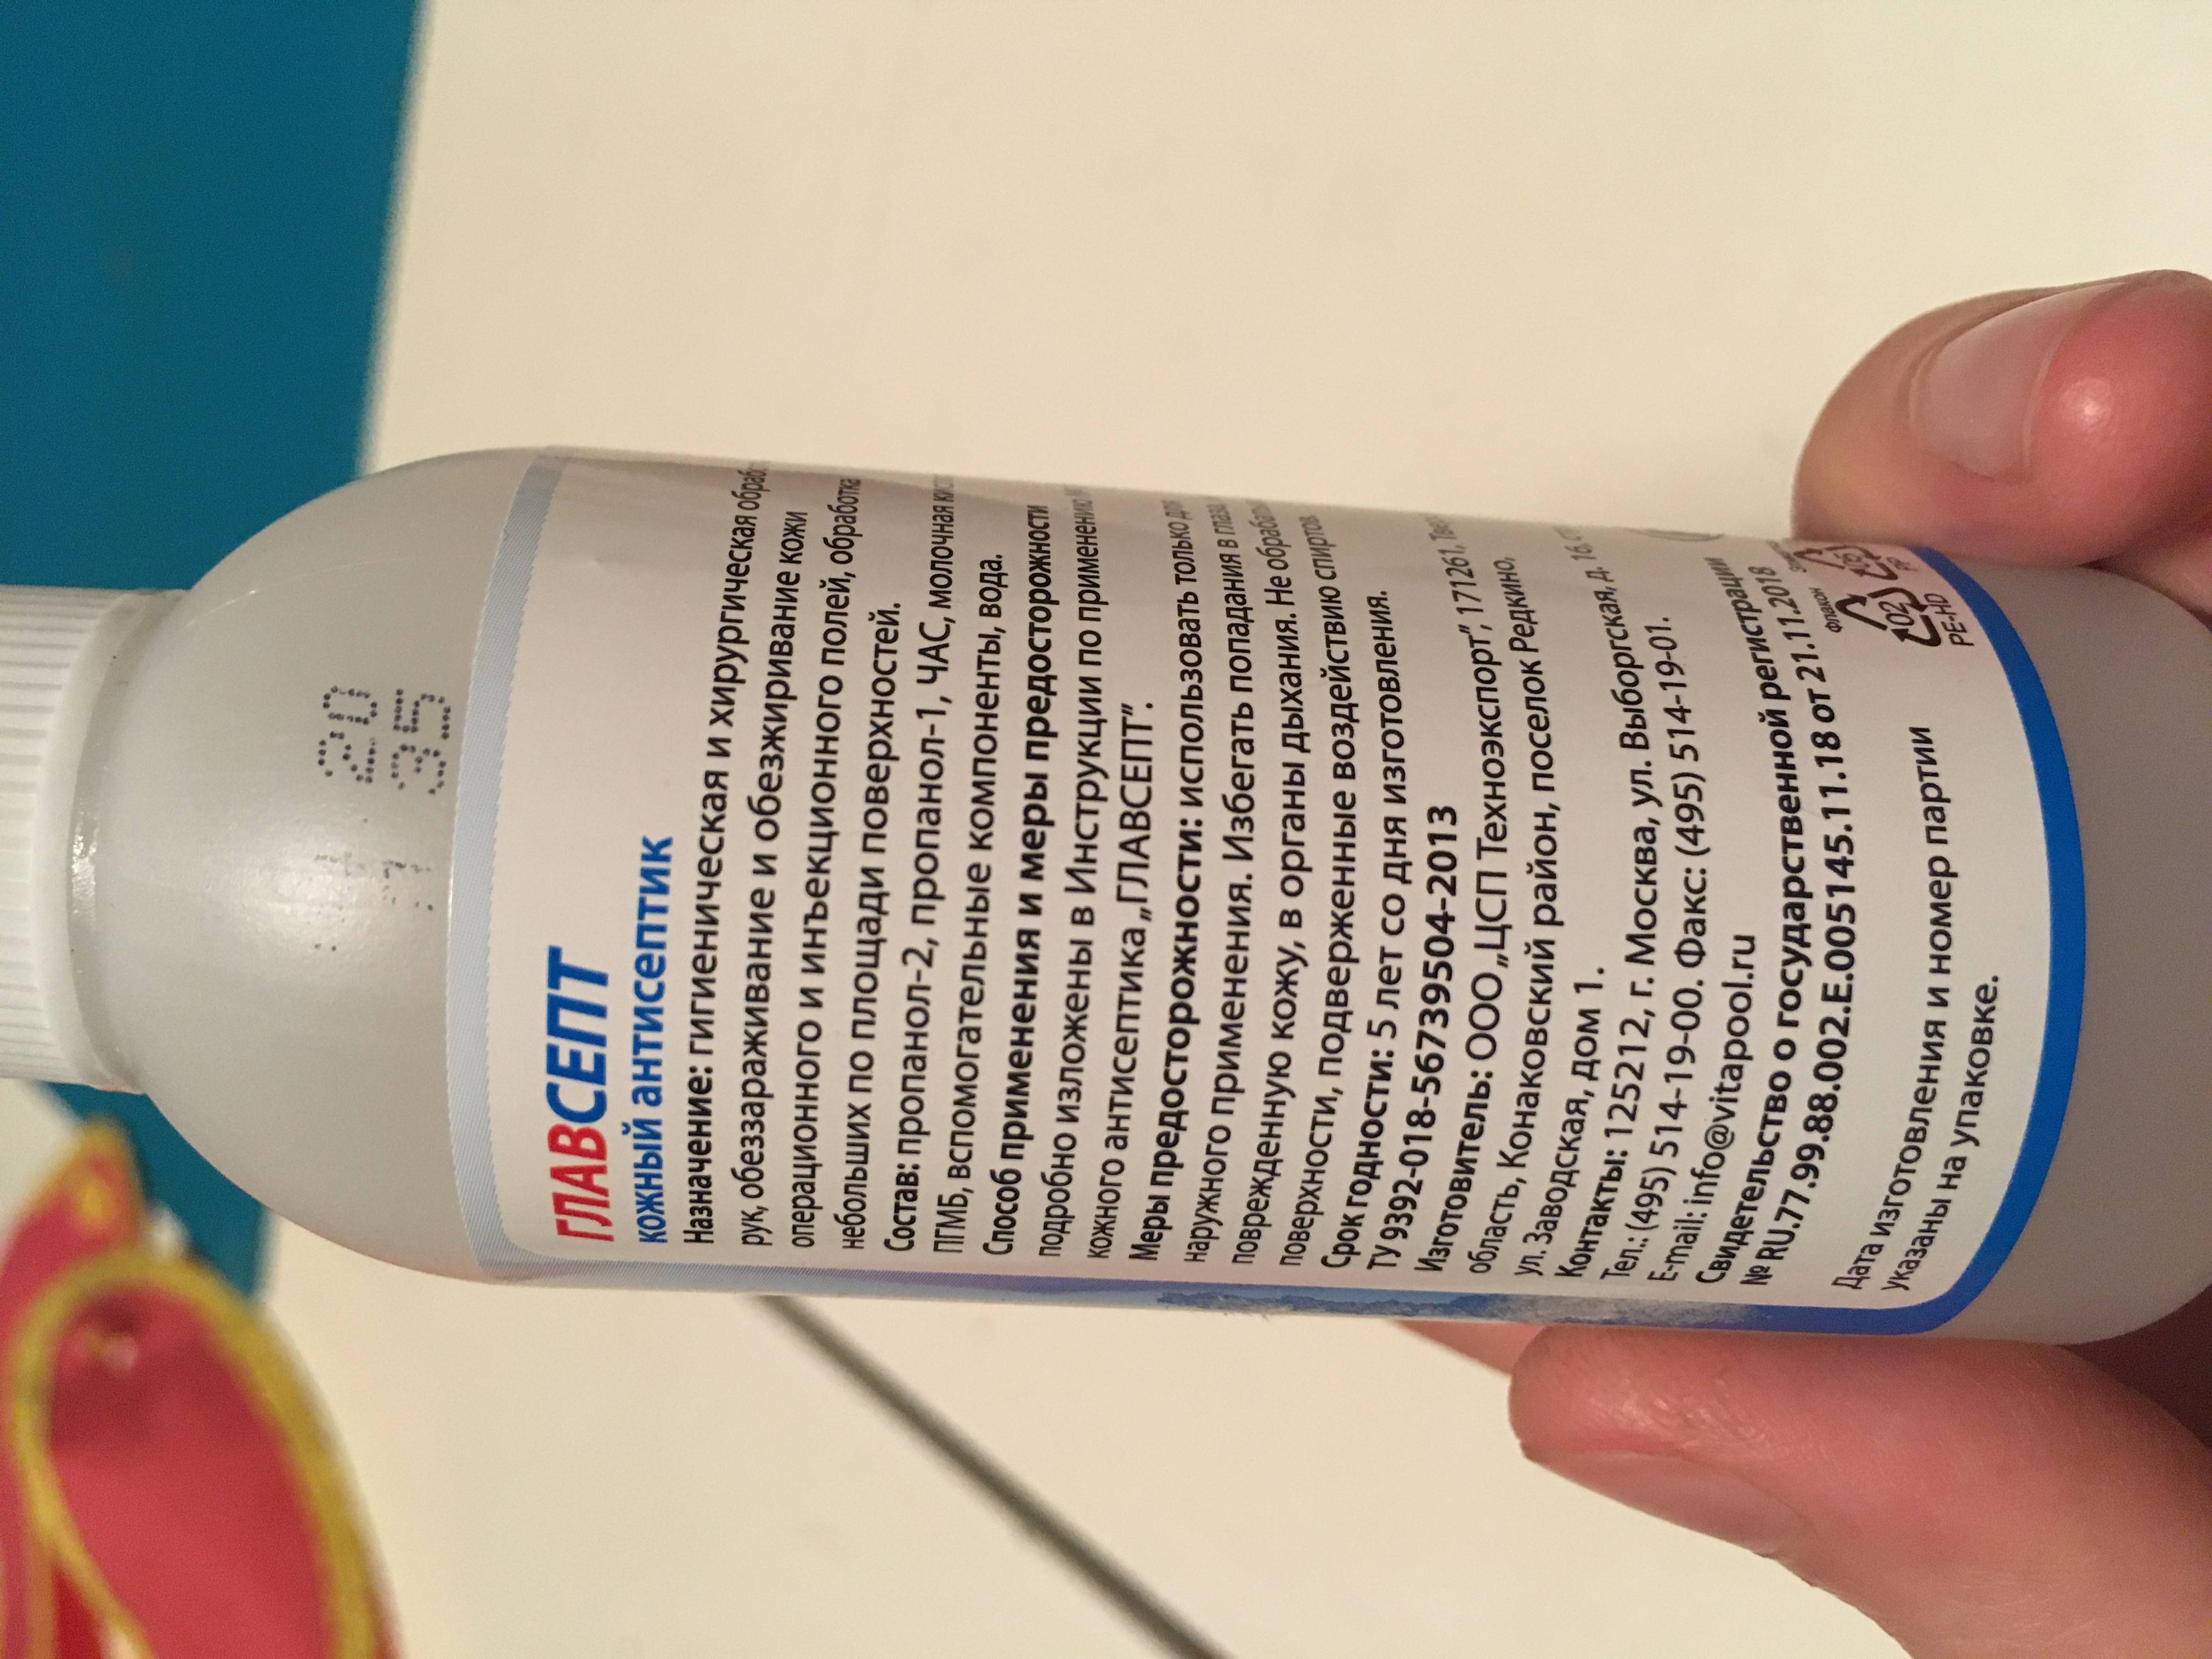 20
35
ГЛАВСЕПТ
кожный антисептик
Назначение: гигиеническая и хирургическая
рук, обеззараживание и обезжиривание кожи
операционного и инъекционного полей, обработка
небольших по площади поверхностей.
Состав: пропанол-2, пропанол-1, ЧАС, молочная
ПГМБ, вспомогательные компоненты, вода.
Способ применения и меры предосторожности
подробно изложены в Инструкции по применению
кожного антисептика „ГЛАВСЕПТ”.
Меры предосторожности: использовать только для
наружного применения. Избегать попадания в глаза,
поврежденную кожу, в органы дыхания. Не
поверхности, подверженные воздействию спиртов.
Срок годности: 5 лет со дня изготовления.
ТУ 9392-018-56739504-2013
Изготовитель: ООО „ЦСП Техноэкспорт”, 171261,
область, Конаковский район, поселок Редкино,
ул. Заводская, дом 1.
Контакты: 125212, г. Москва, ул. Выборгская, д. 16,
Тел.: (495) 514-19-00. Факс: (495) 514-19-01.
E-mail: info@vitapool.ru
Свидетельство о государственной регистрации
№ RU.77.99.88.002.E.005145.11.18 от 21.11.2018
флакон
02
PE-HD
Дата изготовления и номер партии
указаны на упаковке.